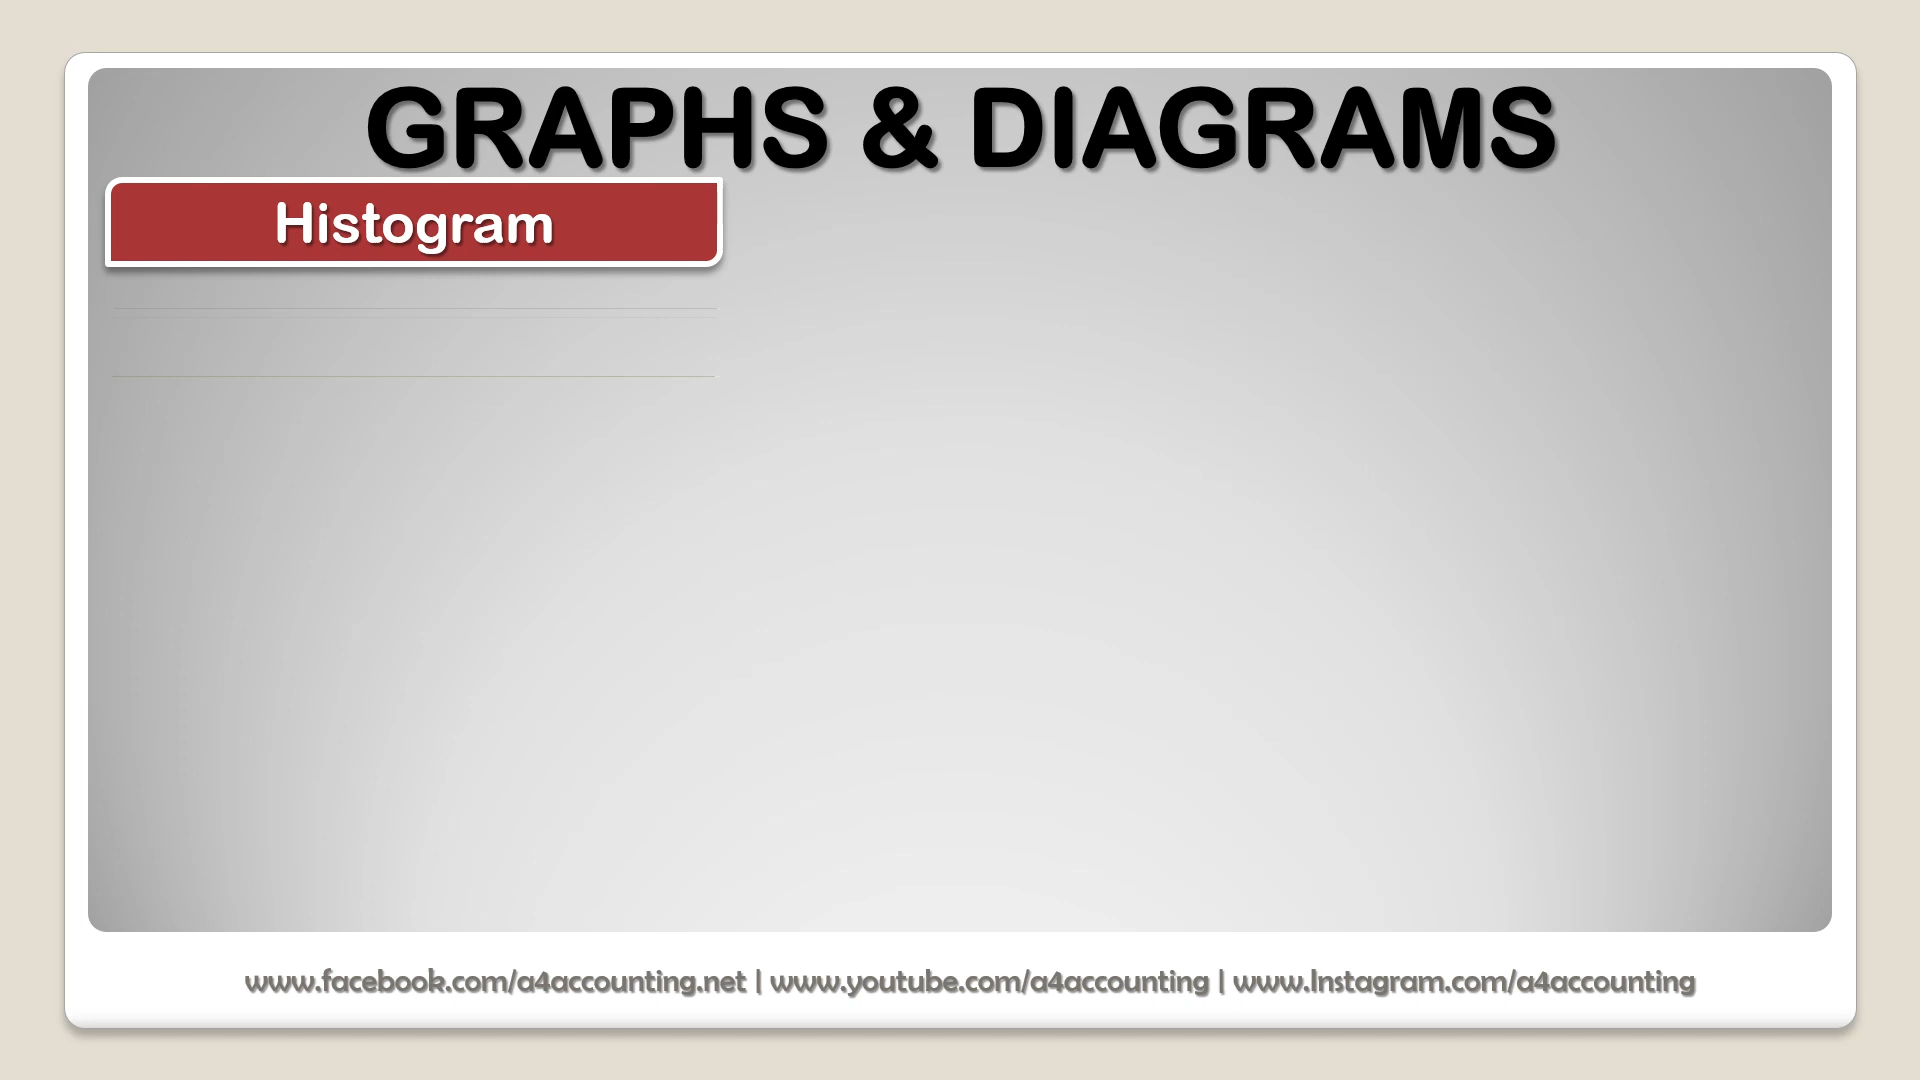 GRAPHS & DIAGRAMS
Histogram
www.facebook.com/a4accounting.net | www.youtube.com/a4accounting | www.Instagram.com/a4accounting